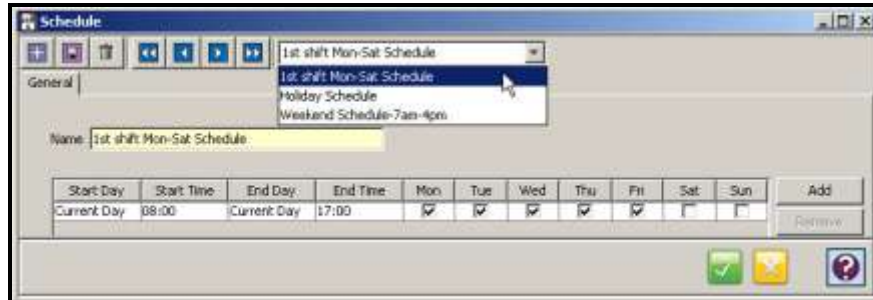 Schedule
1st shift Mon-Sat Schedule
1st shift Mon-Sat Schedule
General
Holiday Schedule
Weekend Schedule-7am-4pm
Name 1st shift Mon-Sat Schedule
Start Day Start Time End Day End Time Mon Tue Wed Thu Fri Sat Sun Add
Current Day 08:00 Current Day 17:00
Remove